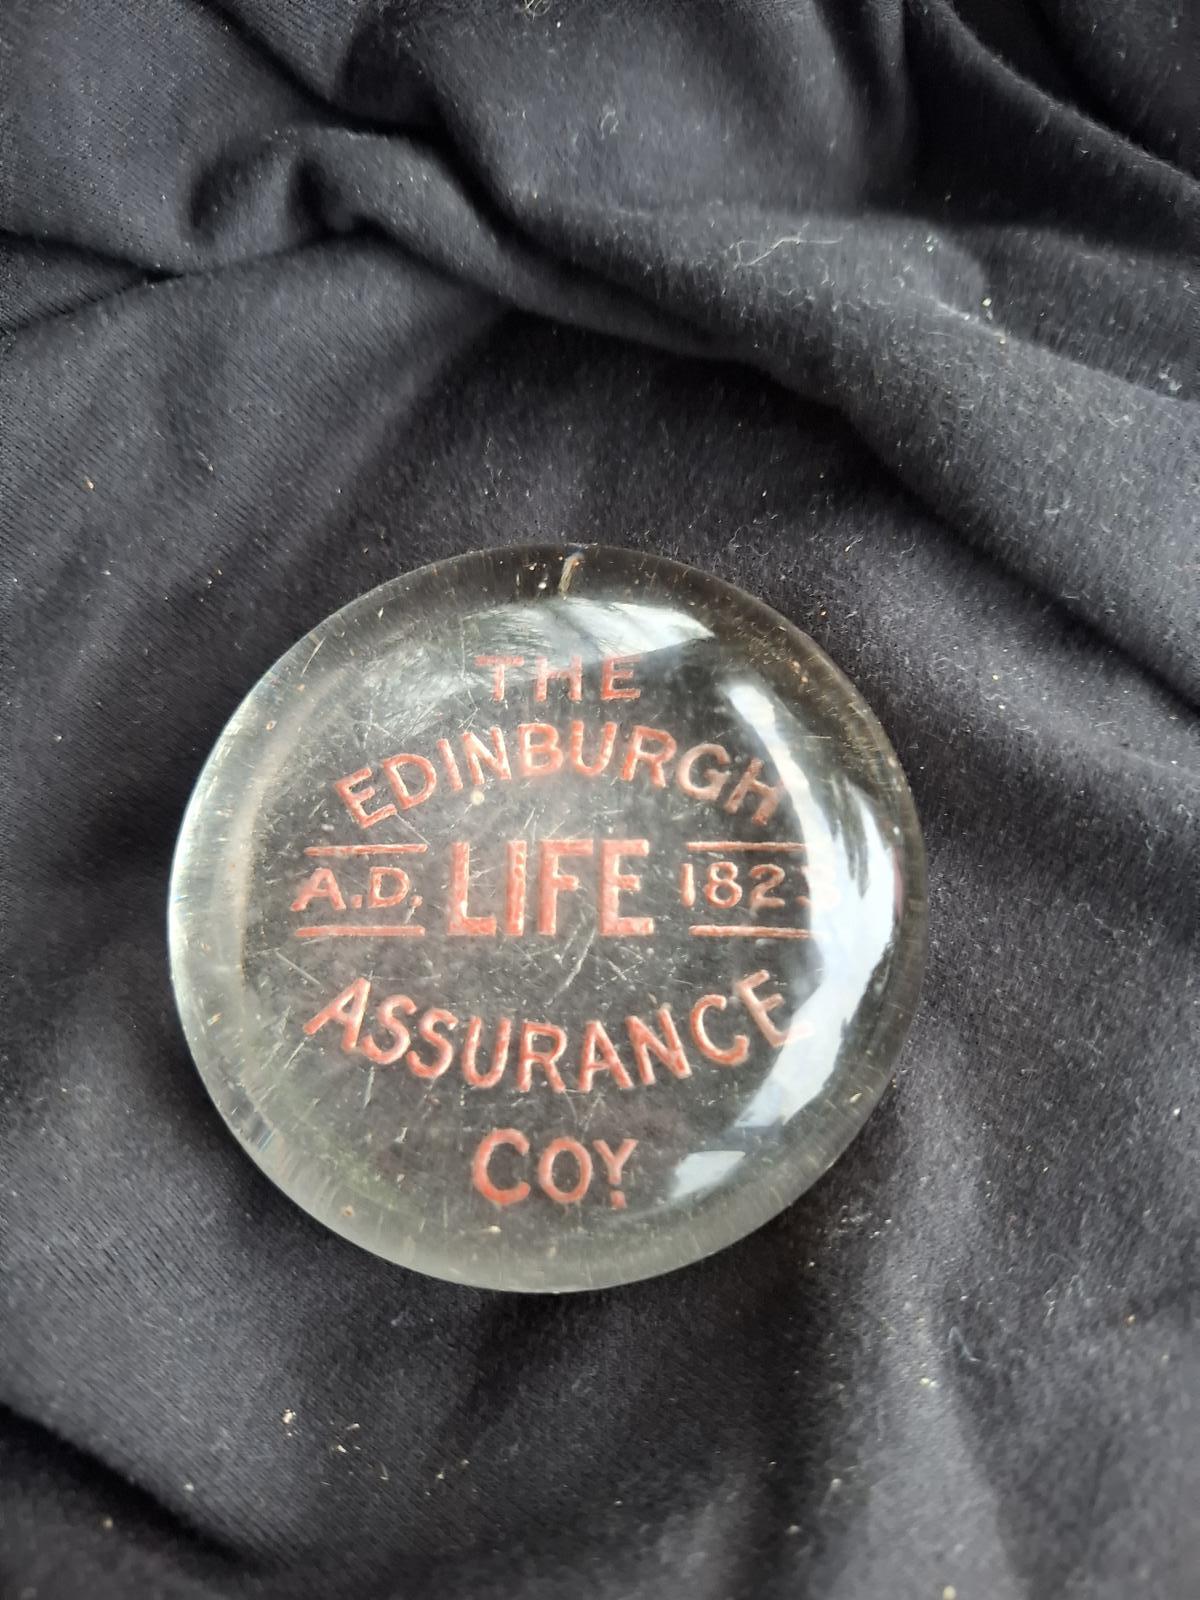 THE
EDINBURGH
A.D. LIFE 1823
ASSURANCE
COY